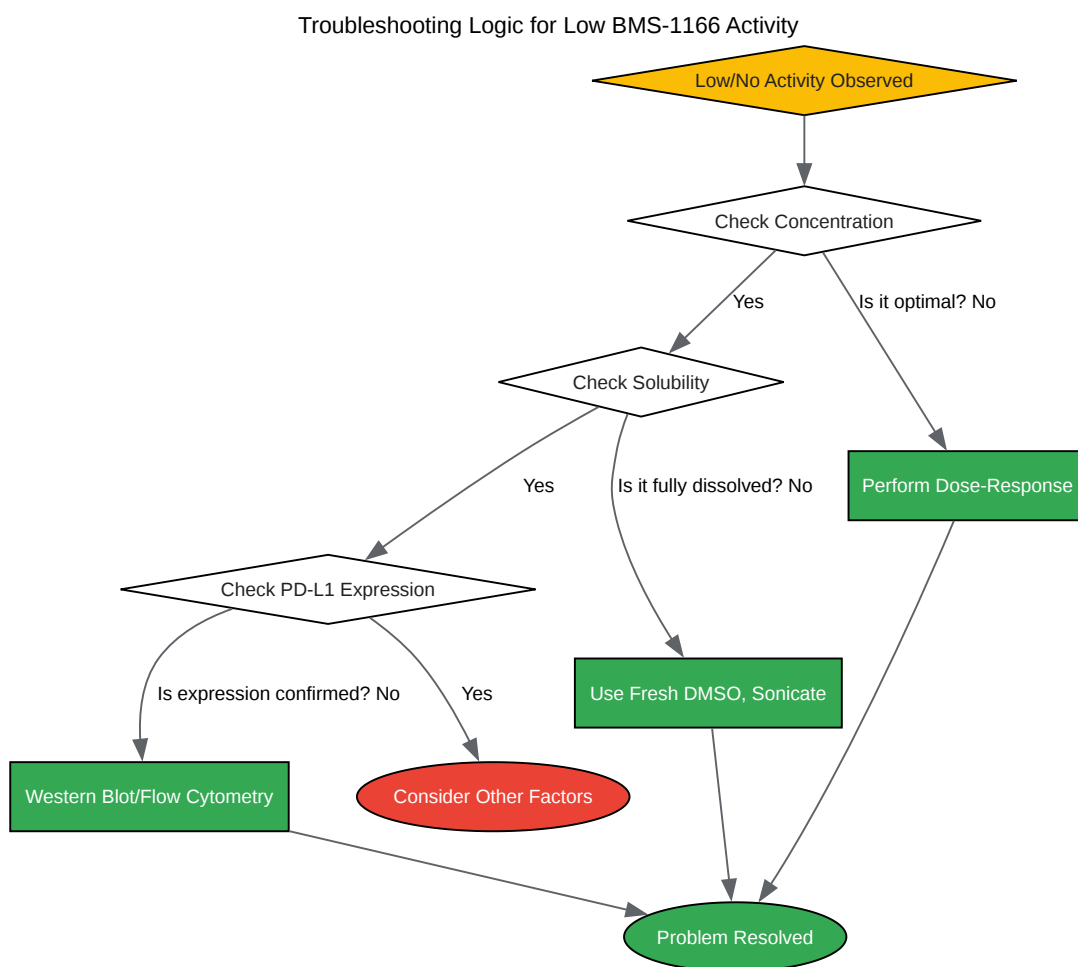 Troubleshooting Logic for Low BMS-1166 Activity
Low/No Activity Observed
Check Concentration
Yes
Is it optimal? No
Check Solubility
Perform Dose-Response
Yes
Is it fully dissolved? No
Check PD-L1 Expression
Use Fresh DMSO, Sonicate
Is expression confirmed? No
Yes
Western Blot/Flow Cytometry
Consider Other Factors
Problem Resolved